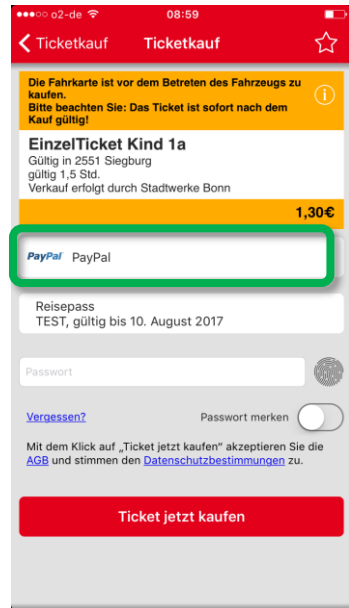 o2-de 08:59
Ticketkauf Ticketkauf
Die Fahrkarte ist vor dem Betreten des Fahrzeugs zu
kaufen.
Bitte beachten Sie: Das Ticket ist sofort nach dem
Kauf gültig!
EinzelTicket Kind 1a
Gültig in 2551 Siegburg
gültig 1,5 Std.
Verkauf erfolgt durch Stadtwerke Bonn
1,30€
PayPal PayPal
Reisepass
TEST, gültig bis 10. August 2017
Passwort
Vergessen? Passwort merken
Mit dem Klick auf „Ticket jetzt kaufen" akzeptieren Sie die
AGB und stimmen den Datenschutzbestimmungen zu.
Ticket jetzt kaufen